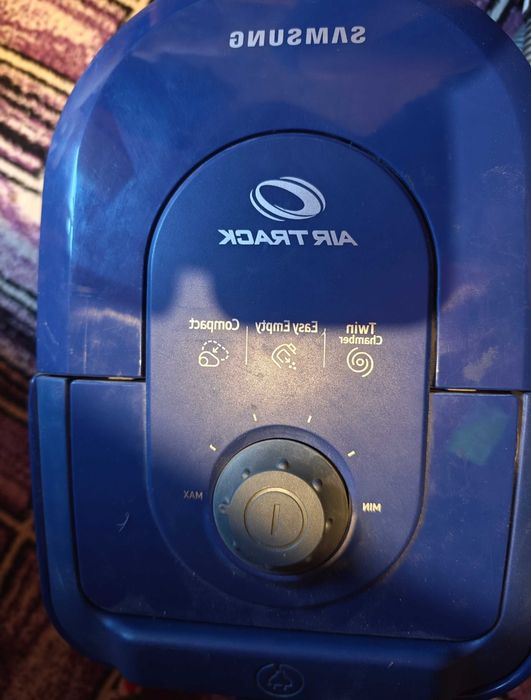 SAMSUNG
AIR TRACK
Twin Chamber
Easy Empty
Compact
MIN
MAX